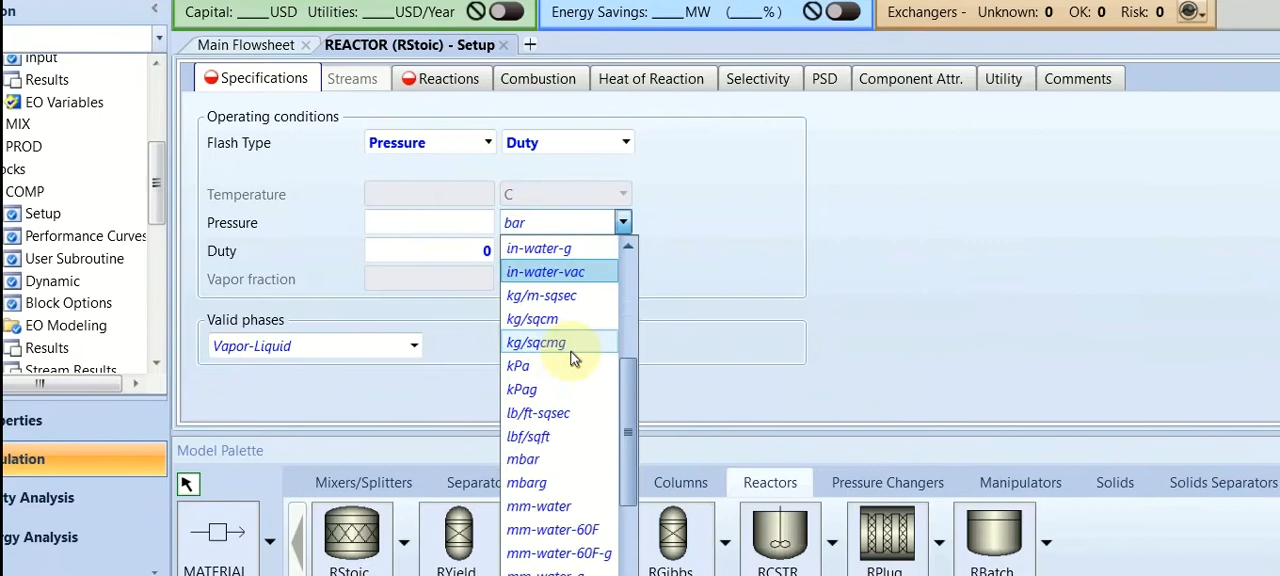 Capital: ____USD Utilities: ____USD/Year
Energy Savings: ____MW (____%)
Exchangers - Unknown: 0 OK: 0 Risk: 0
Main Flowsheet
REACTOR (RStoic) - Setup
Input
Results
EO Variables
MIX
PROD
COMP
Setup
Performance Curves
User Subroutine
Dynamic
Block Options
EO Modeling
Results
Stream Results
Specifications
Streams
Reactions
Combustion
Heat of Reaction
Selectivity
PSD
Component Attr.
Utility
Comments
Operating conditions
Flash Type Pressure Duty
Temperature C
Pressure bar
Duty 0
Vapor fraction
Valid phases
Vapor-Liquid
in-water-g
in-water-vac
kg/m-sqsec
kg/sqcm
kg/sqcmg
kPa
kPag
lb/ft-sqsec
lbf/sqft
mbar
mbarg
mm-water
mm-water-60F
mm-water-60F-g
Model Palette
Mixers/Splitters
Columns
Reactors
Pressure Changers
Manipulators
Solids
Solids Separators
MATERIAL
RStoic
RYield
RGibbs
RCSTR
RPlug
RBatch